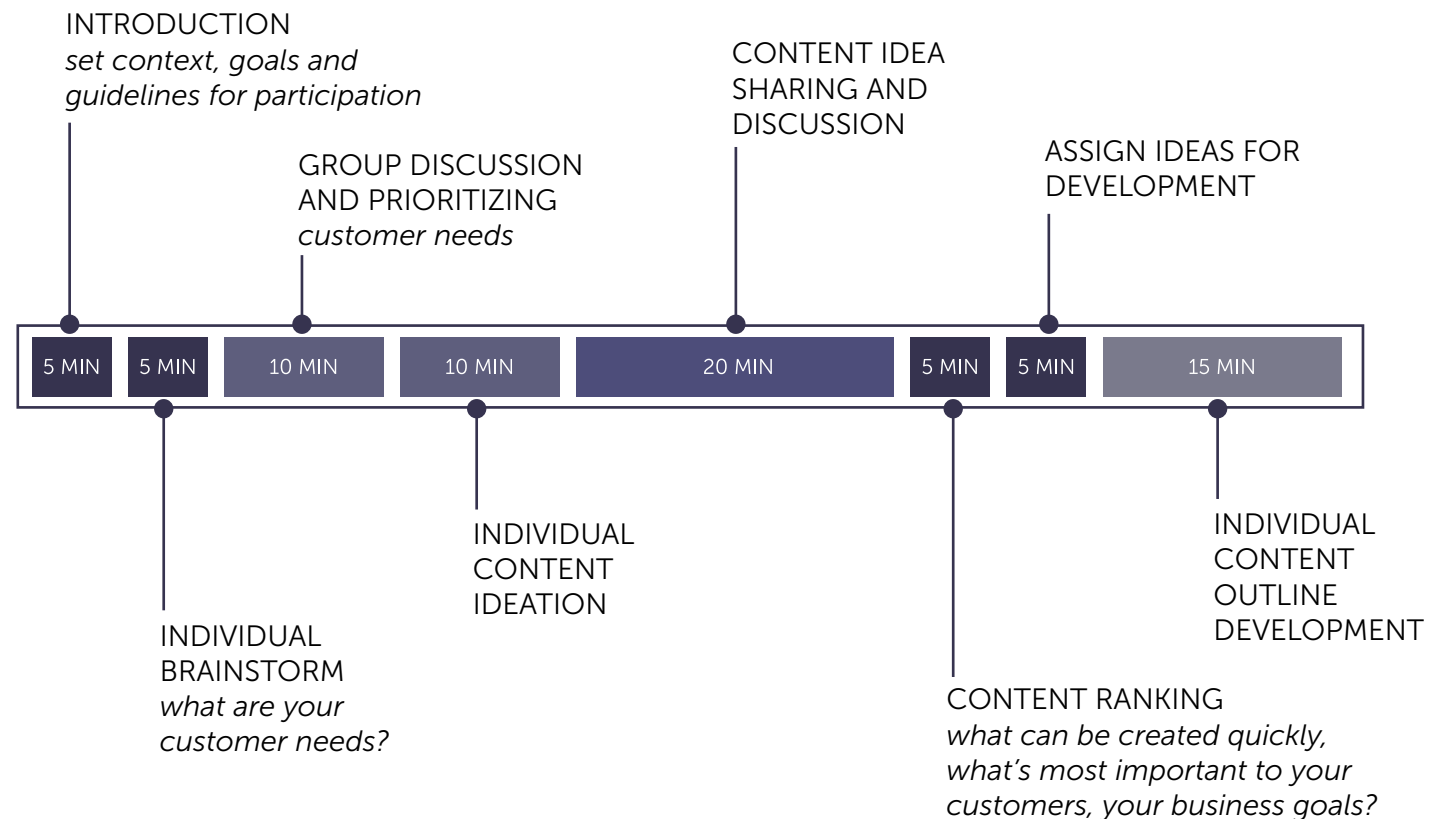 INTRODUCTION
set context, goals and
guidelines for participation
CONTENT IDEA
SHARING AND
DISCUSSION
GROUP DISCUSSION
AND PRIORITIZING
customer needs
ASSIGN IDEAS FOR
DEVELOPMENT
5 MIN
5 MIN
10 MIN
10 MIN
20 MIN
5 MIN
5 MIN
15 MIN
INDIVIDUAL
BRAINSTORM
what are your
customer needs?
INDIVIDUAL
CONTENT
IDEATION
CONTENT RANKING
what can be created quickly,
what's most important to your
customers, your business goals?
INDIVIDUAL
CONTENT
OUTLINE
DEVELOPMENT